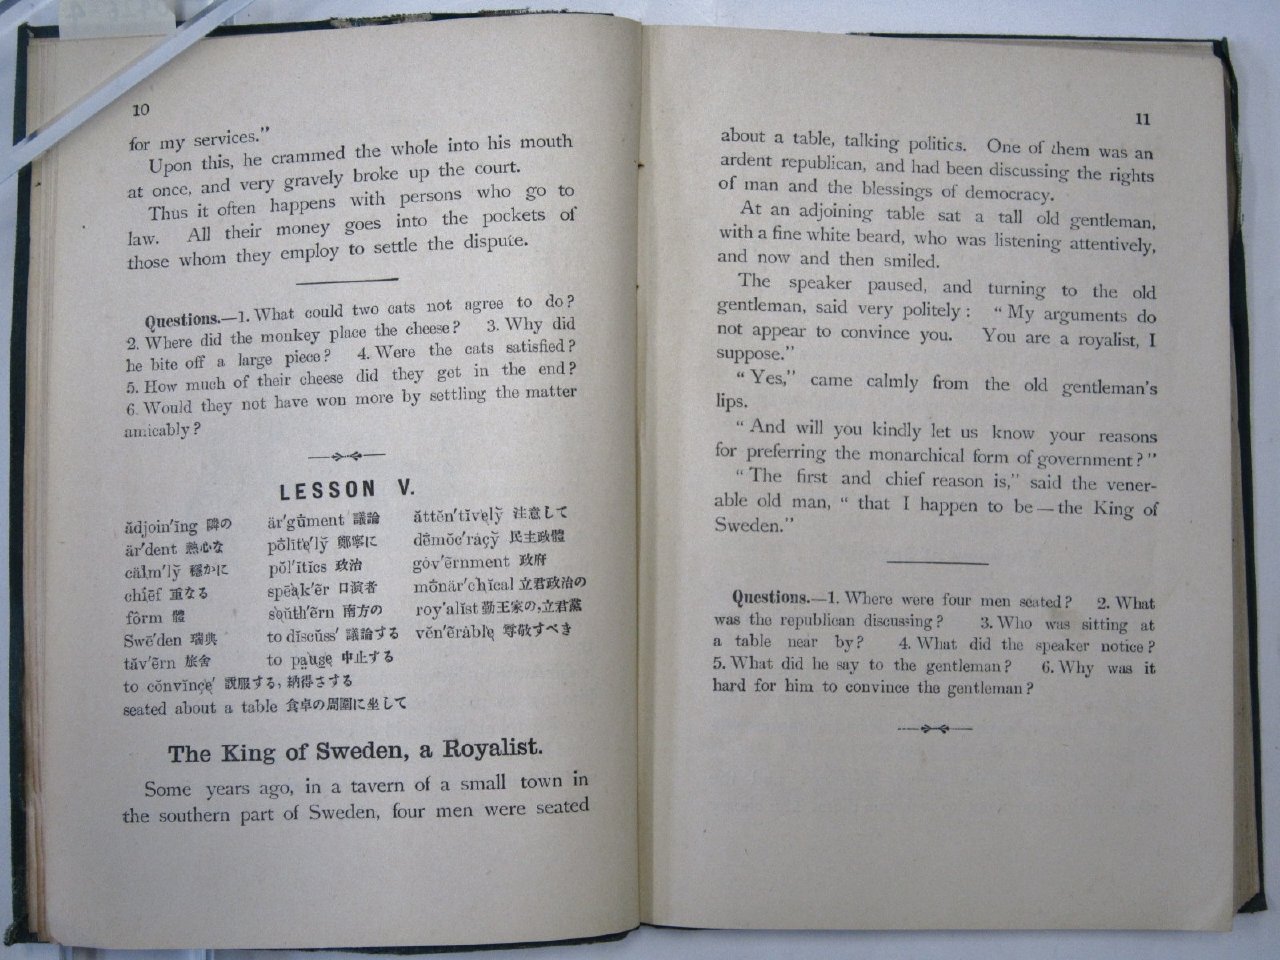 10
for my services."
Upon this, he crammed the whole into his mouth
at once, and very gravely broke up the court.
Thus it often happens with persons who go to
law. All their money goes into the pockets of
those whom they employ to settle the dispute.
Questions.—1. What could two cats not agree to do?
2. Where did the monkey place the cheese? 3. Why did
he bite off a large piece? 4. Were the cats satisfied?
5. How much of their cheese did they get in the end?
6. Would they not have won more by settling the matter
amicably?
LESSON V.
ădjoin'ĭng 隣の är'gūment 議論 ăttĕn'tĭvely̆ 注意して
är'dent 熱心な pōlīte'ly̆ 鄭寧に dēmŏc'răçy̆ 民主政體
cälm'ly̆ 穩かに pŏl'ĭtics 政治 gòv'ẽrnment 政府
chiēf 重なる spēak'ẽr 口演者 mōnär'chĭcal 立君政治の
fôrm 體 soŭth'ẽrn 南方の roy'alĭst 勤王家の,立君黨
Swē'den 瑞典 to dĭscŭss' 議論する vĕn'ẽrăble 尊敬すべき
tăv'ẽrn 旅舍 to pauşe 中止する
to cŏnvĭnçe' 説服する,納得さする
seated about a table 食卓の周圍に坐して
The King of Sweden, a Royalist.
Some years ago, in a tavern of a small town in
the southern part of Sweden, four men were seated
11
about a table, talking politics. One of them was an
ardent republican, and had been discussing the rights
of man and the blessings of democracy.
At an adjoining table sat a tall old gentleman,
with a fine white beard, who was listening attentively,
and now and then smiled.
The speaker paused, and turning to the old
gentleman, said very politely: "My arguments do
not appear to convince you. You are a royalist, I
suppose."
"Yes," came calmly from the old gentleman's
lips.
"And will you kindly let us know your reasons
for preferring the monarchical form of government?"
"The first and chief reason is," said the vener-
able old man, "that I happen to be—the King of
Sweden."
Questions.—1. Where were four men seated? 2. What
was the republican discussing? 3. Who was sitting at
a table near by? 4. What did the speaker notice?
5. What did he say to the gentleman? 6. Why was it
hard for him to convince the gentleman?